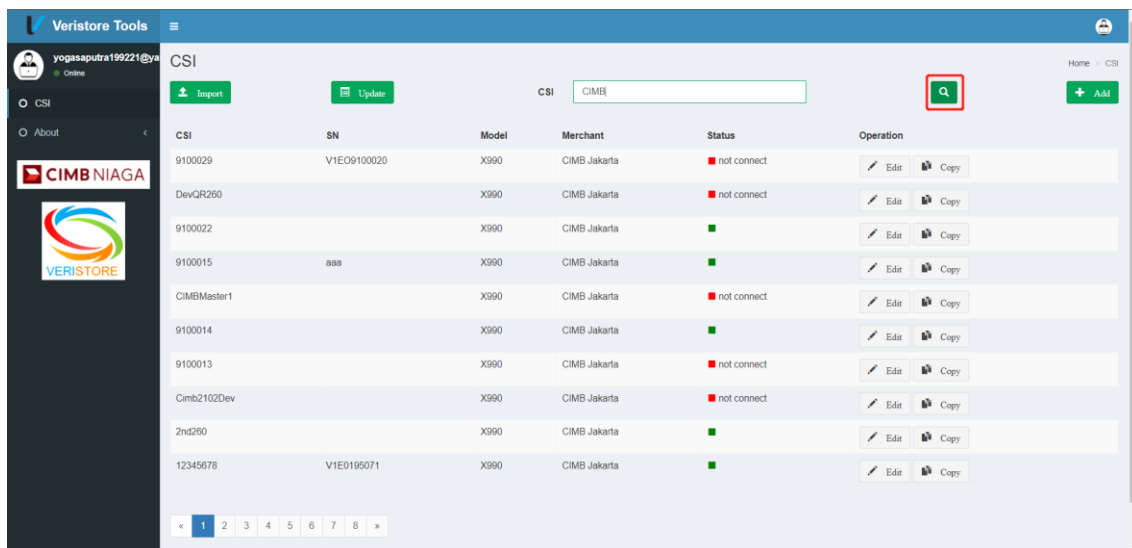 Veristore Tools
yogasaputra199221@ya
Online
CSI
About
CIMB NIAGA
VERISTORE
CSI
Home > CSI
Import
Update
CSI
CIMB
Add
CSI SN Model Merchant Status Operation
9100029 V1EO9100020 X990 CIMB Jakarta not connect Edit Copy
DevQR260 X990 CIMB Jakarta not connect Edit Copy
9100022 X990 CIMB Jakarta Edit Copy
9100015 aaa X990 CIMB Jakarta Edit Copy
CIMBMaster1 X990 CIMB Jakarta not connect Edit Copy
9100014 X990 CIMB Jakarta Edit Copy
9100013 X990 CIMB Jakarta not connect Edit Copy
Cimb2102Dev X990 CIMB Jakarta not connect Edit Copy
2nd260 X990 CIMB Jakarta Edit Copy
12345678 V1E0195071 X990 CIMB Jakarta Edit Copy
« 1 2 3 4 5 6 7 8 »